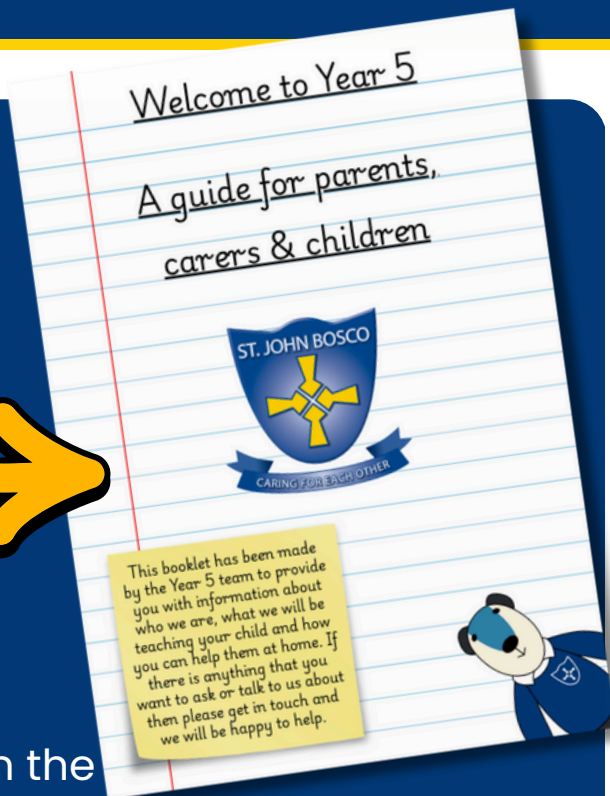 Welcome to Year 5
A guide for parents,
carers & children
ST. JOHN BOSCO
CARING FOR EACH OTHER
This booklet has been made
by the Year 5 team to provide
you with information about
who we are, what we will be
teaching your child and how
you can help them at home. If
there is anything that you
want to ask or talk to us about
then please get in touch and
we will be happy to help.
the